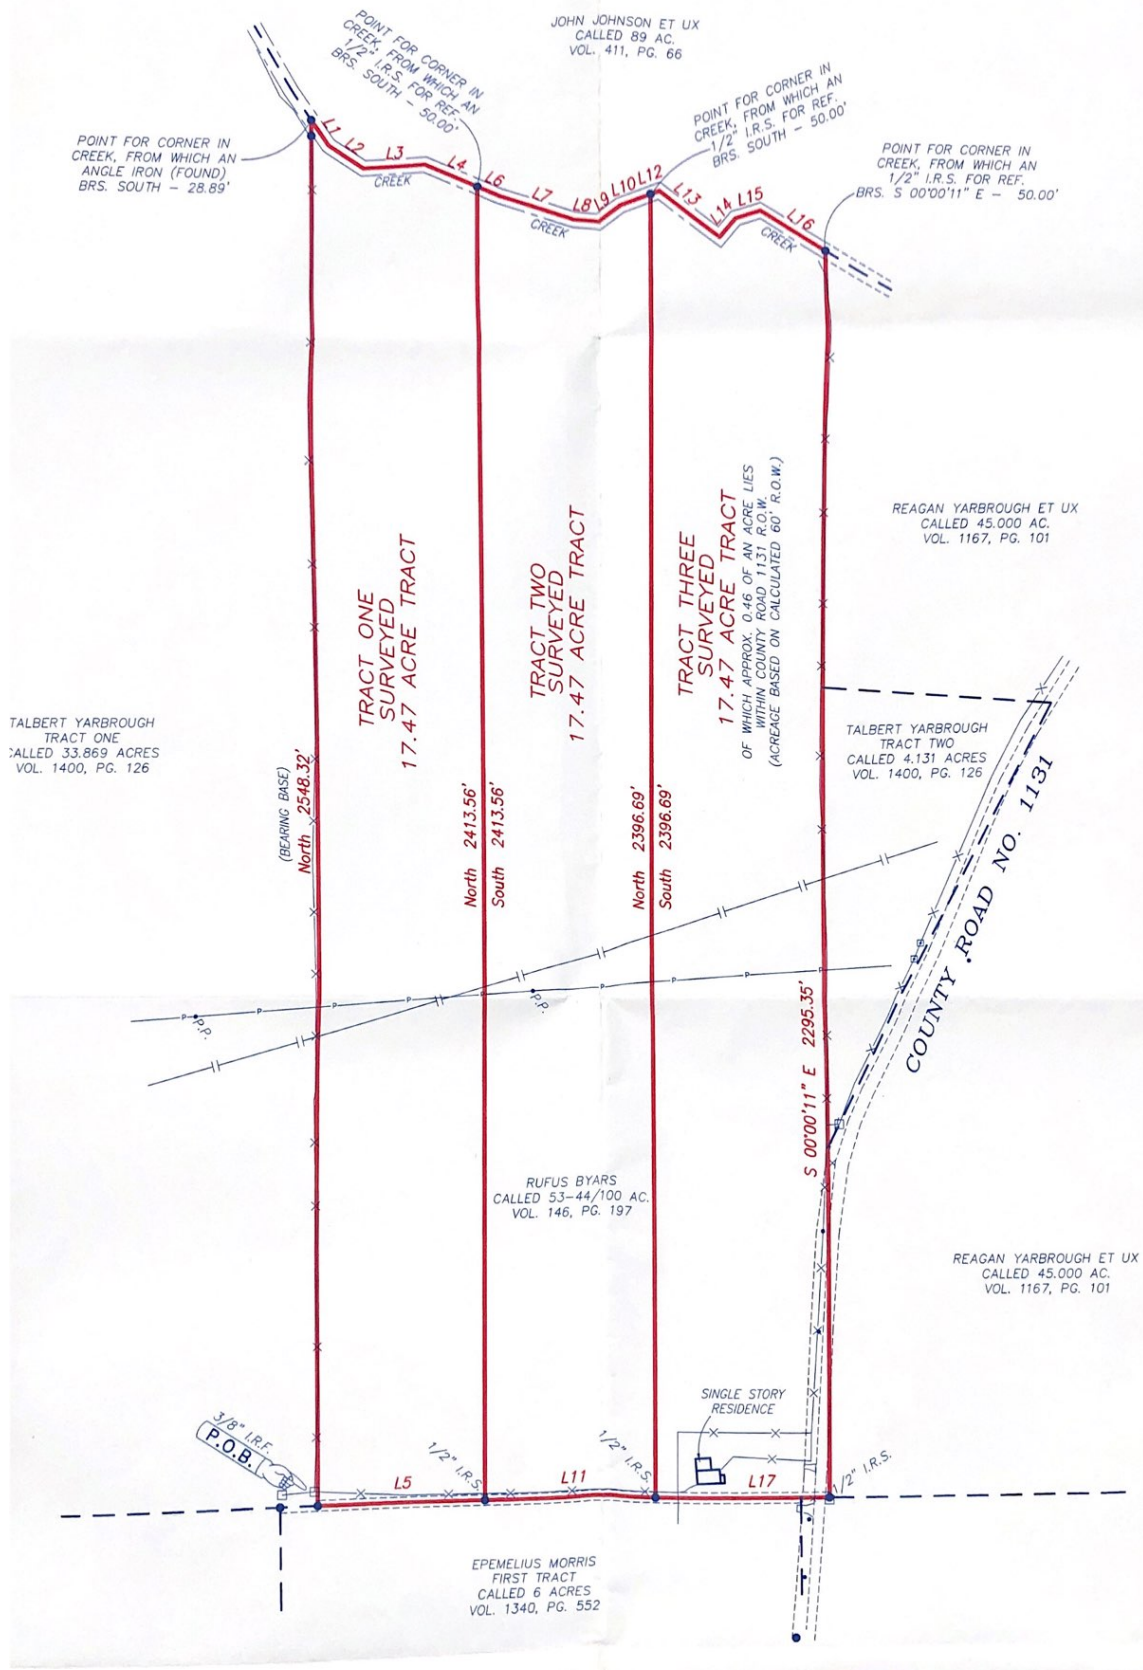 JOHN JOHNSON ET UX
CALLED 89 AC.
VOL. 411, PG. 66
POINT FOR CORNER IN
CREEK, FROM WHICH AN
1/2" I.R.S. FOR REF.
BRS. SOUTH - 50.00'
POINT FOR CORNER IN
CREEK, FROM WHICH AN
1/2" I.R.S. FOR REF.
BRS. SOUTH - 50.00'
POINT FOR CORNER IN
CREEK, FROM WHICH AN
ANGLE IRON (FOUND)
BRS. SOUTH - 28.89'
POINT FOR CORNER IN
CREEK, FROM WHICH AN
1/2" I.R.S. FOR REF.
BRS. S 00°00'11" E - 50.00'
L1
L2
L3
L4
L6
L7
L8
L9
L10
L12
L13
L14
L15
L16
CREEK
CREEK
CREEK
TRACT ONE
SURVEYED
17.47 ACRE TRACT
TRACT TWO
SURVEYED
17.47 ACRE TRACT
TRACT THREE
SURVEYED
17.47 ACRE TRACT
OF WHICH APPROX. 0.46 OF AN ACRE LIES
WITHIN COUNTY ROAD 1131 R.O.W.
(ACREAGE BASED ON CALCULATED 60' R.O.W.)
REAGAN YARBROUGH ET UX
CALLED 45.000 AC.
VOL. 1167, PG. 101
TALBERT YARBROUGH
TRACT ONE
CALLED 33.869 ACRES
VOL. 1400, PG. 126
TALBERT YARBROUGH
TRACT TWO
CALLED 4.131 ACRES
VOL. 1400, PG. 126
(BEARING BASE)
North 2548.32'
North 2413.56'
South 2413.56'
North 2396.69'
South 2396.69'
S 00°00'11" E 2295.35'
COUNTY ROAD NO. 1131
P
P
P
P
P
P
P
P
P.P.
P.P.
RUFUS BYARS
CALLED 53-44/100 AC.
VOL. 146, PG. 197
REAGAN YARBROUGH ET UX
CALLED 45.000 AC.
VOL. 1167, PG. 101
SINGLE STORY
RESIDENCE
3/8" I.R.F.
P.O.B.
1/2" I.R.S.
1/2" I.R.S.
1/2" I.R.S.
L5
L11
L17
EPEMELIUS MORRIS
FIRST TRACT
CALLED 6 ACRES
VOL. 1340, PG. 552